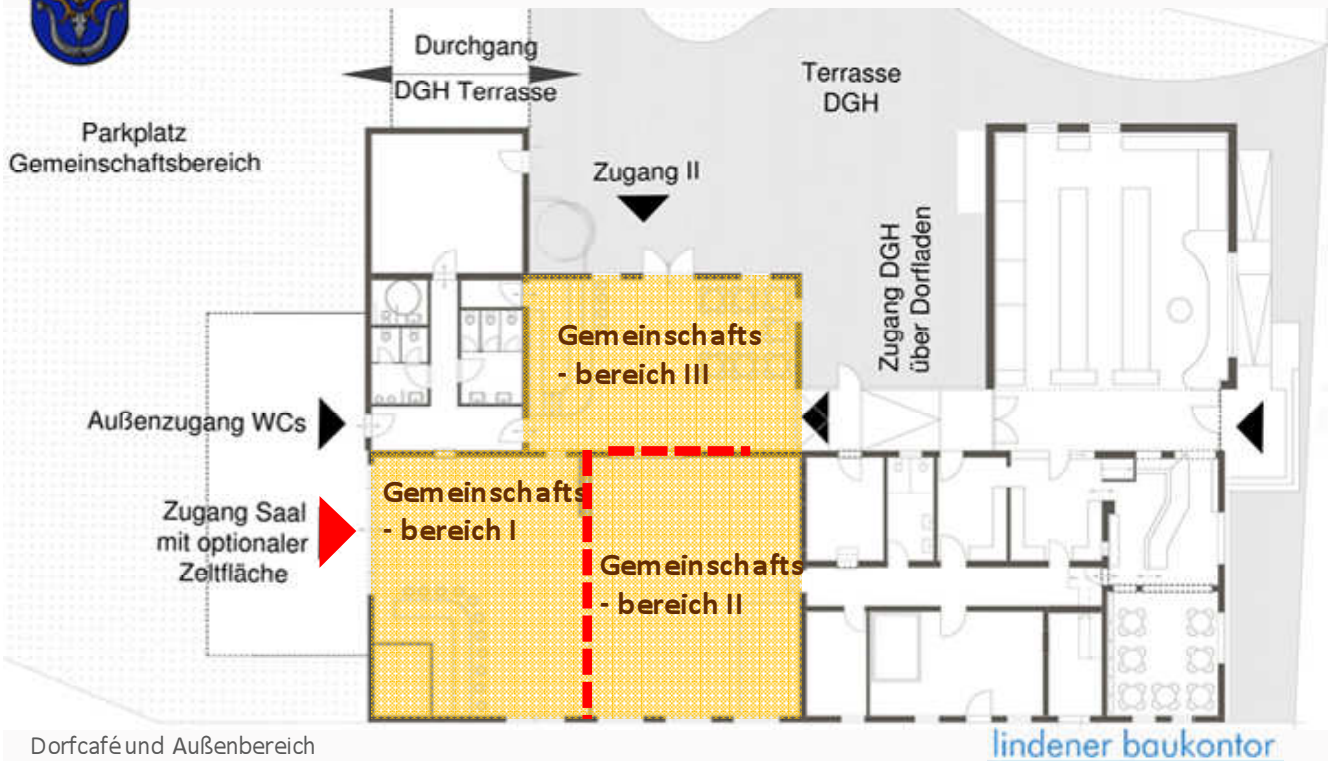 Durchgang
DGH Terrasse
Terrasse
DGH
Parkplatz
Gemeinschaftsbereich
Zugang II
Zugang DGH
über Dorfladen
Gemeinschafts
- bereich III
Außenzugang WCs
Gemeinschafts
- bereich I
Zugang Saal
mit optionaler
Zeltfläche
Gemeinschafts
- bereich II
Dorfcafé und Außenbereich
lindener baukontor